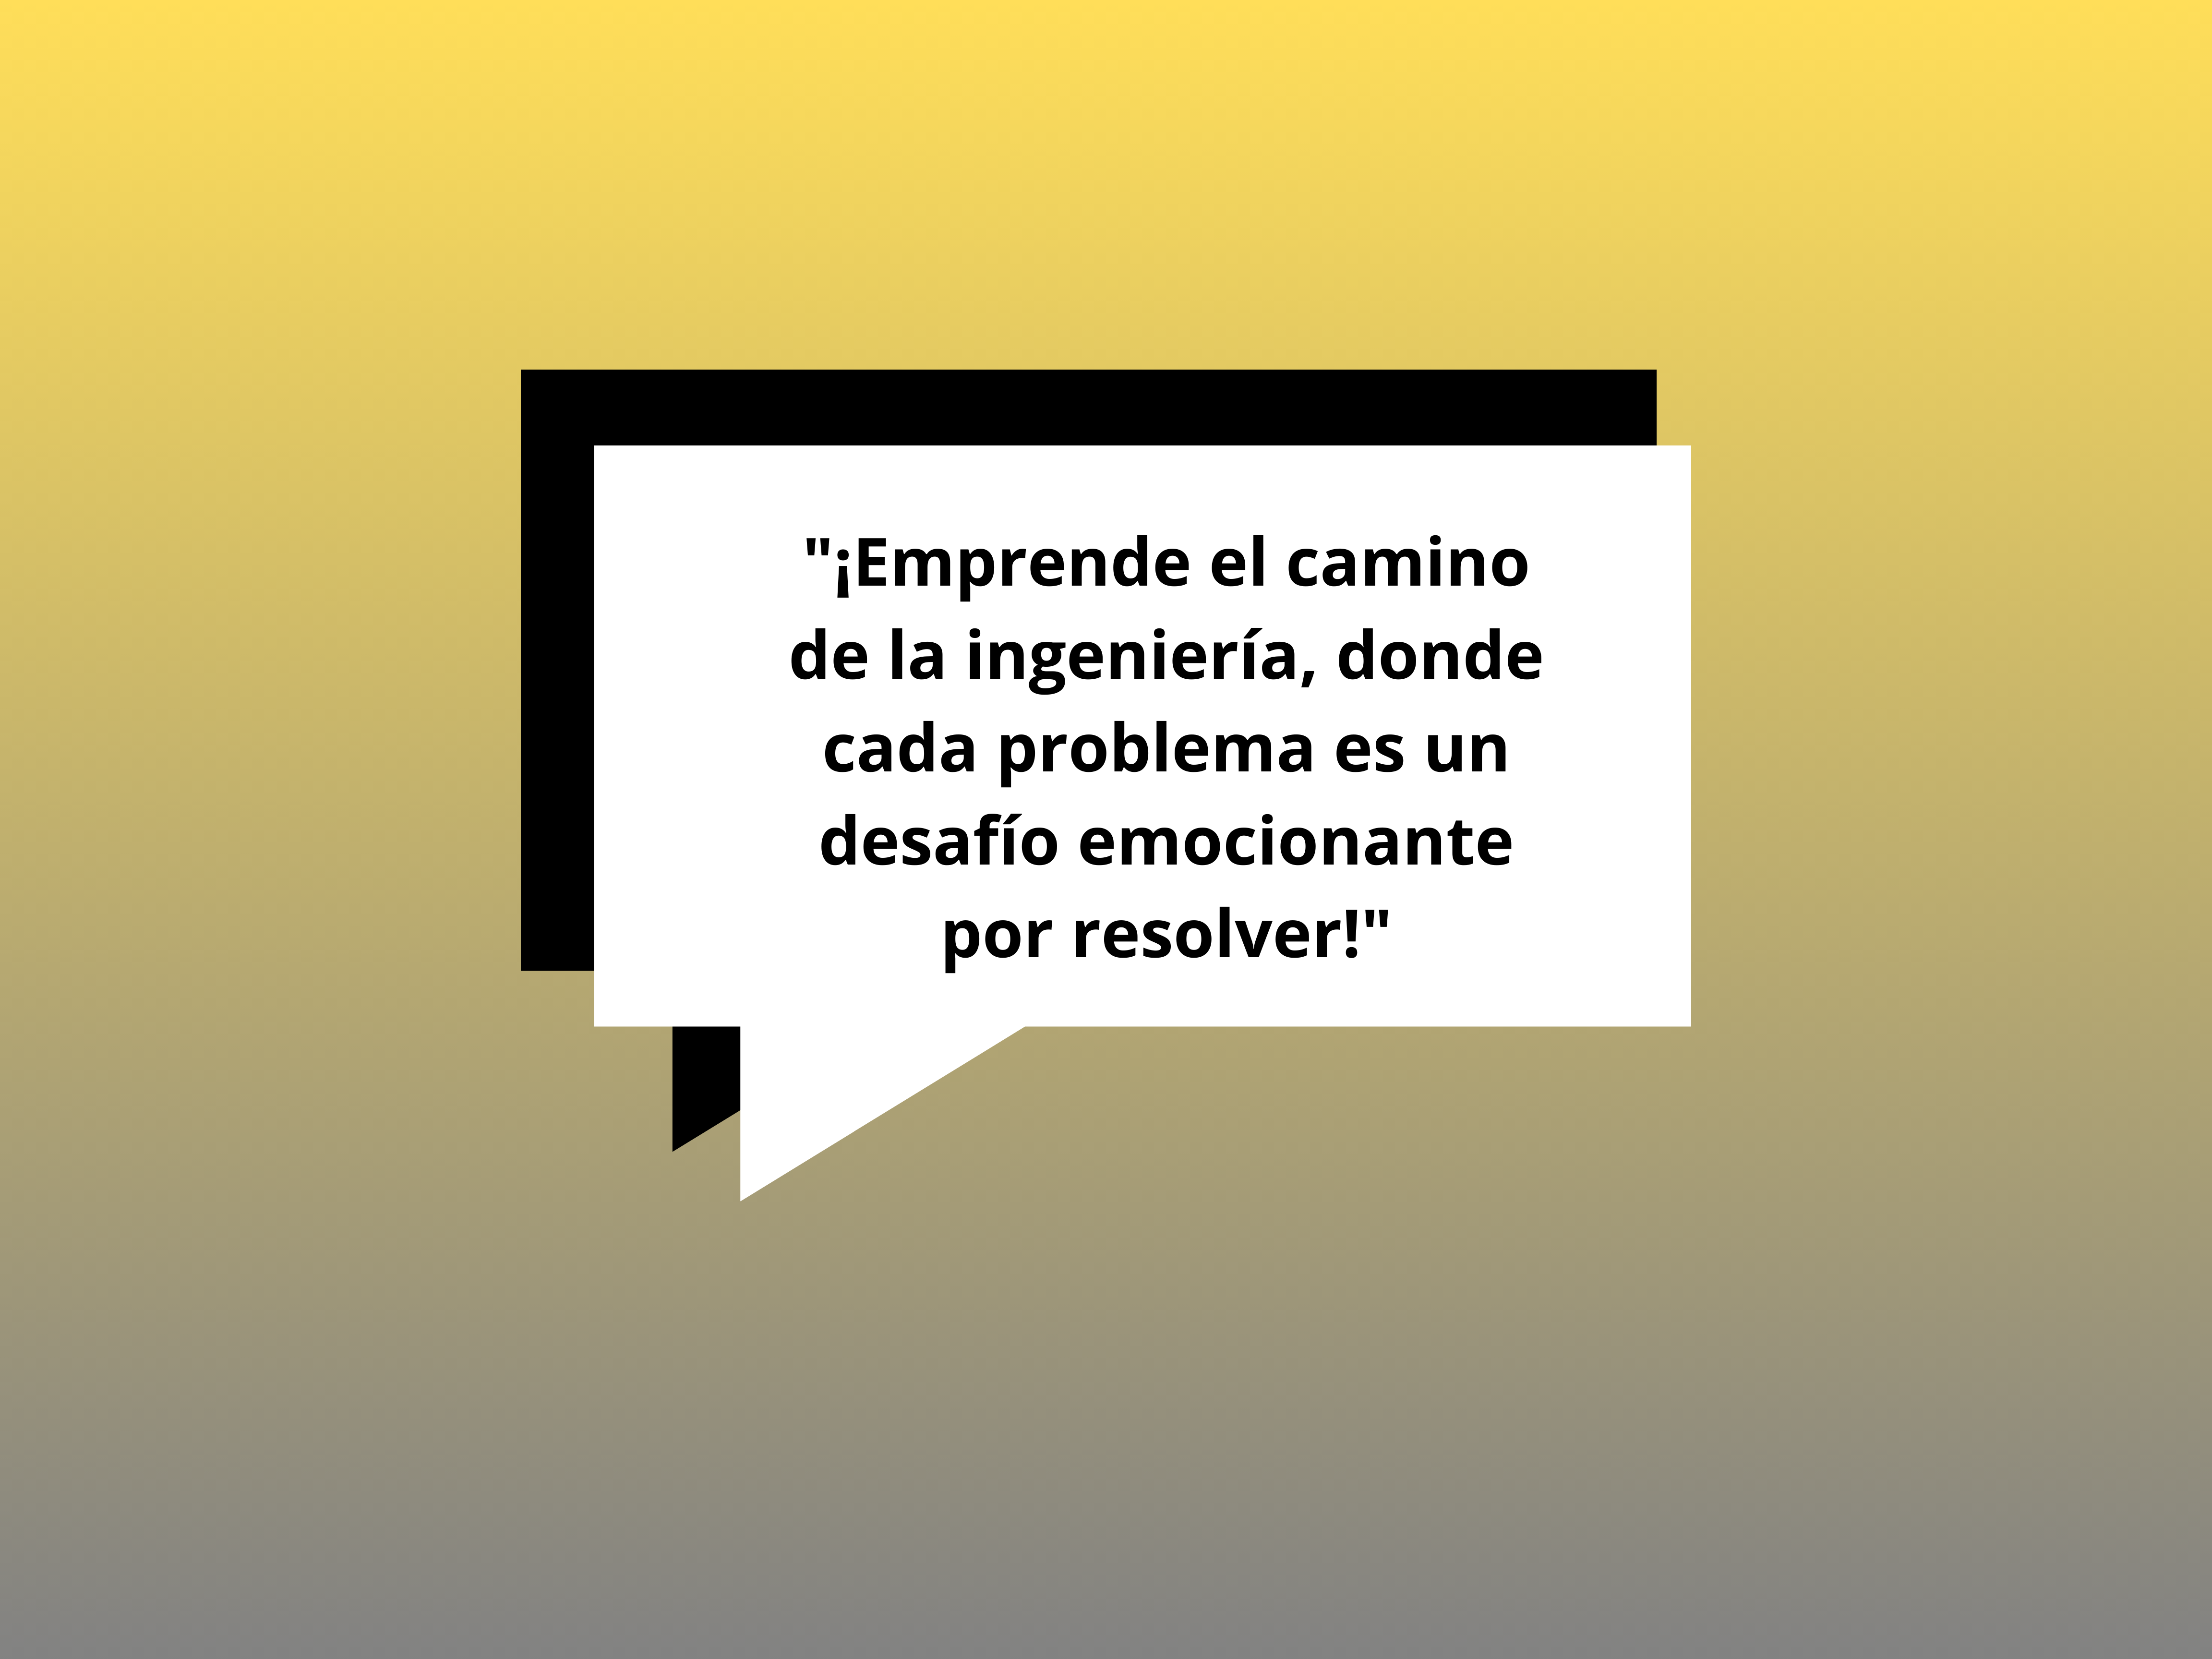 "¡Emprende el camino
de la ingeniería, donde
cada problema es un
desafío emocionante
por resolver!"